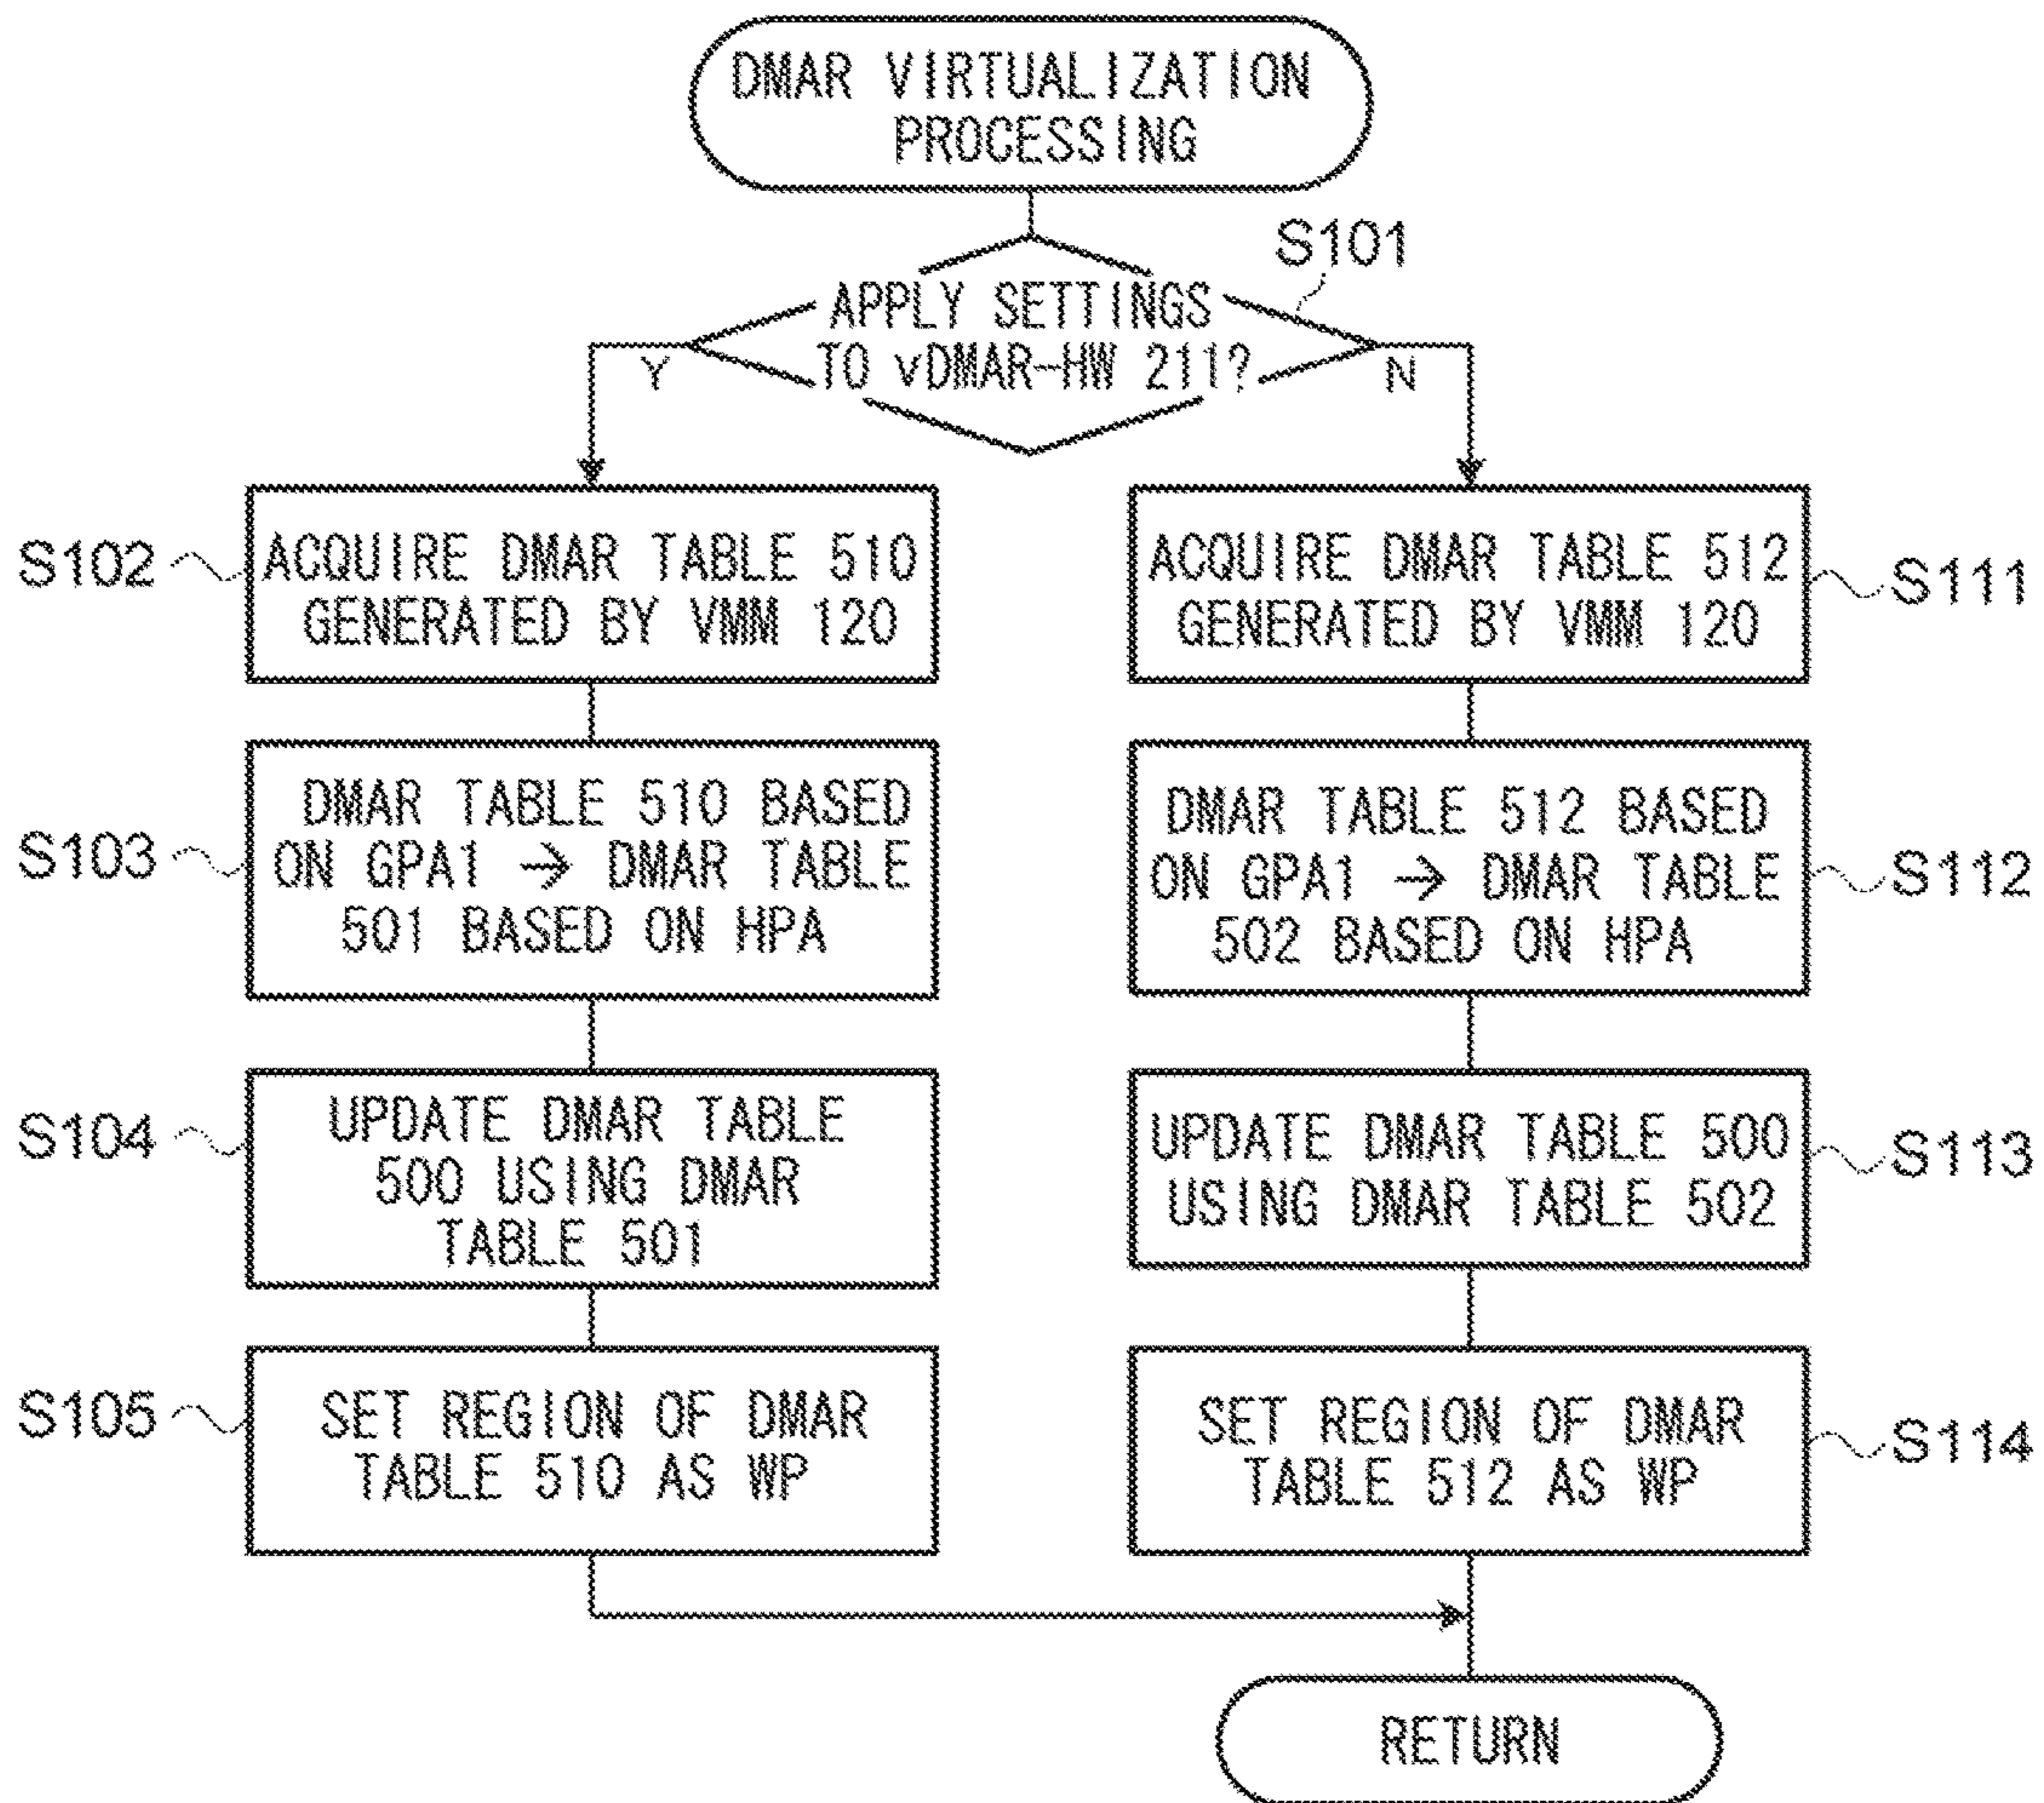 DMAR VIRTUALIZATION
PROCESSING
S101
APPLY SETTINGS
TO vDMAR-HW 211?
Y
N
S102
ACQUIRE DMAR TABLE 510
GENERATED BY VMM 120
S103
DMAR TABLE 510 BASED
ON GPA1 → DMAR TABLE
501 BASED ON HPA
S104
UPDATE DMAR TABLE
500 USING DMAR
TABLE 501
S105
SET REGION OF DMAR
TABLE 510 AS WP
ACQUIRE DMAR TABLE 512
GENERATED BY VMM 120
S111
DMAR TABLE 512 BASED
ON GPA1 → DMAR TABLE
502 BASED ON HPA
S112
UPDATE DMAR TABLE 500
USING DMAR TABLE 502
S113
SET REGION OF DMAR
TABLE 512 AS WP
S114
RETURN